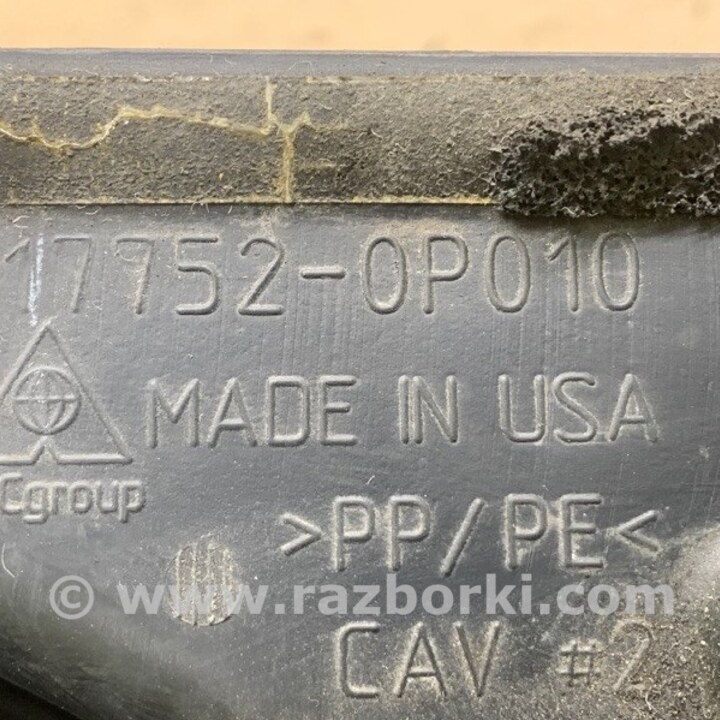 17752-0P010
MADE IN USA
Cgroup
>PP/PE<
© www.razborki.com
CAV #2